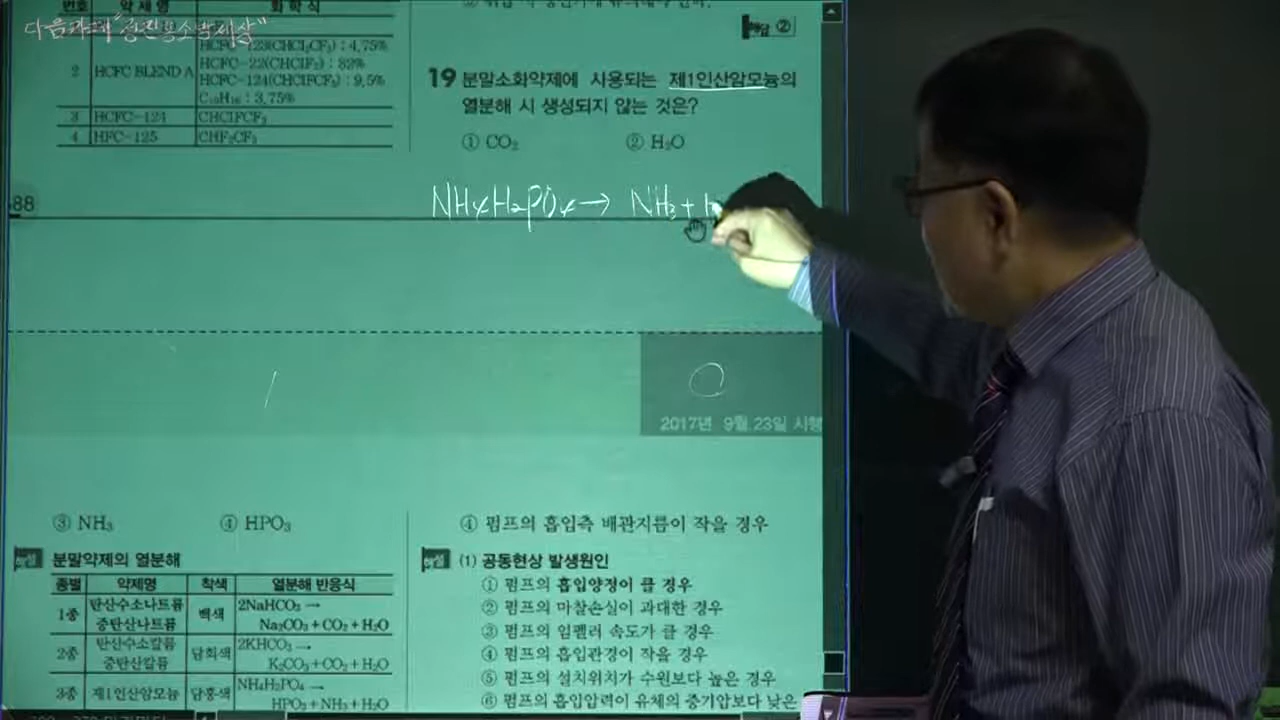 다음카페 "공진용소방세상"
번호 약 제 명 화 학 식
2 HCFC BLEND A
HCFC-123(CHCl₂CF₃) : 4.75%
HCFC-22(CHClF₂) : 82%
HCFC-124(CHClFCF₃) : 9.5%
C₁₀H₁₆ : 3.75%
3 HCFC-124 CHClFCF₃
4 HFC-125 CHF₂CF₃
88
해답 ②
19 분말소화약제에 사용되는 제1인산암모늄의
열분해 시 생성되지 않는 것은?
① CO₂ ② H₂O
NH₄H₂PO₄ → NH₃ +
2017년 9월 23일 시행
③ NH₃ ④ HPO₃
해설 분말약제의 열분해
종별 약제명 착색 열분해 반응식
1종 탄산수소나트륨 중탄산나트륨 백색 2NaHCO₃ → Na₂CO₃ + CO₂ + H₂O
2종 탄산수소칼륨 중탄산칼륨 담회색 2KHCO₃ → K₂CO₃ + CO₂ + H₂O
3종 제1인산암모늄 담홍색 NH₄H₂PO₄ → HPO₃ + NH₃ + H₂O
④ 펌프의 흡입측 배관지름이 작을 경우
해설 (1) 공동현상 발생원인
① 펌프의 흡입양정이 클 경우
② 펌프의 마찰손실이 과대한 경우
③ 펌프의 임펠러 속도가 클 경우
④ 펌프의 흡입관경이 작을 경우
⑤ 펌프의 설치위치가 수원보다 높은 경우
⑥ 펌프의 흡입압력이 유체의 증기압보다 낮은